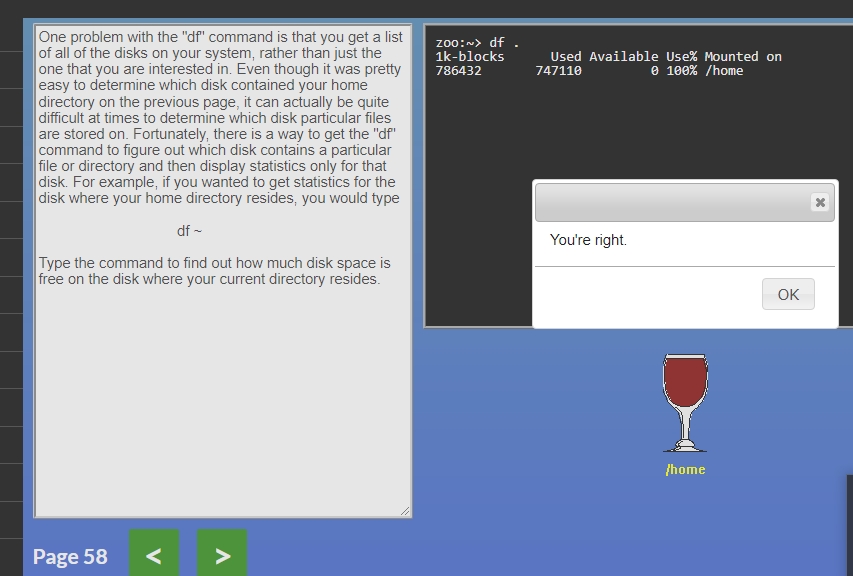 One problem with the "df" command is that you get a list
of all of the disks on your system, rather than just the
one that you are interested in. Even though it was pretty
easy to determine which disk contained your home
directory on the previous page, it can actually be quite
difficult at times to determine which disk particular files
are stored on. Fortunately, there is a way to get the "df"
command to figure out which disk contains a particular
file or directory and then display statistics only for that
disk. For example, if you wanted to get statistics for the
disk where your home directory resides, you would type
df ~
Type the command to find out how much disk space is
free on the disk where your current directory resides.
zoo:~> df .
1k-blocks Used Available Use% Mounted on
786432 747110 0 100% /home
You're right.
OK
/home
Page 58
< >